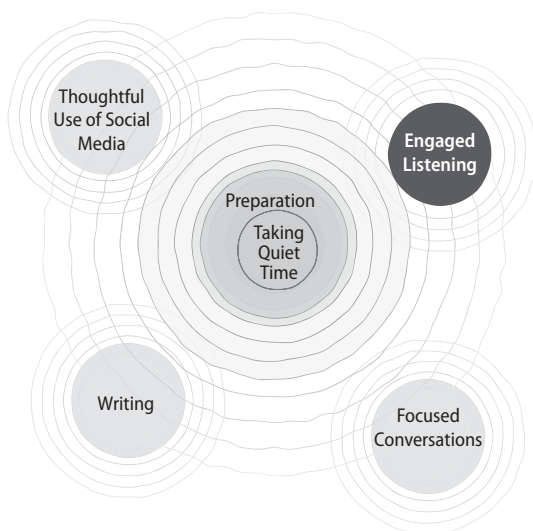 Thoughtful
Use of Social
Media
Engaged
Listening
Preparation
Taking
Quiet
Time
Writing
Focused
Conversations